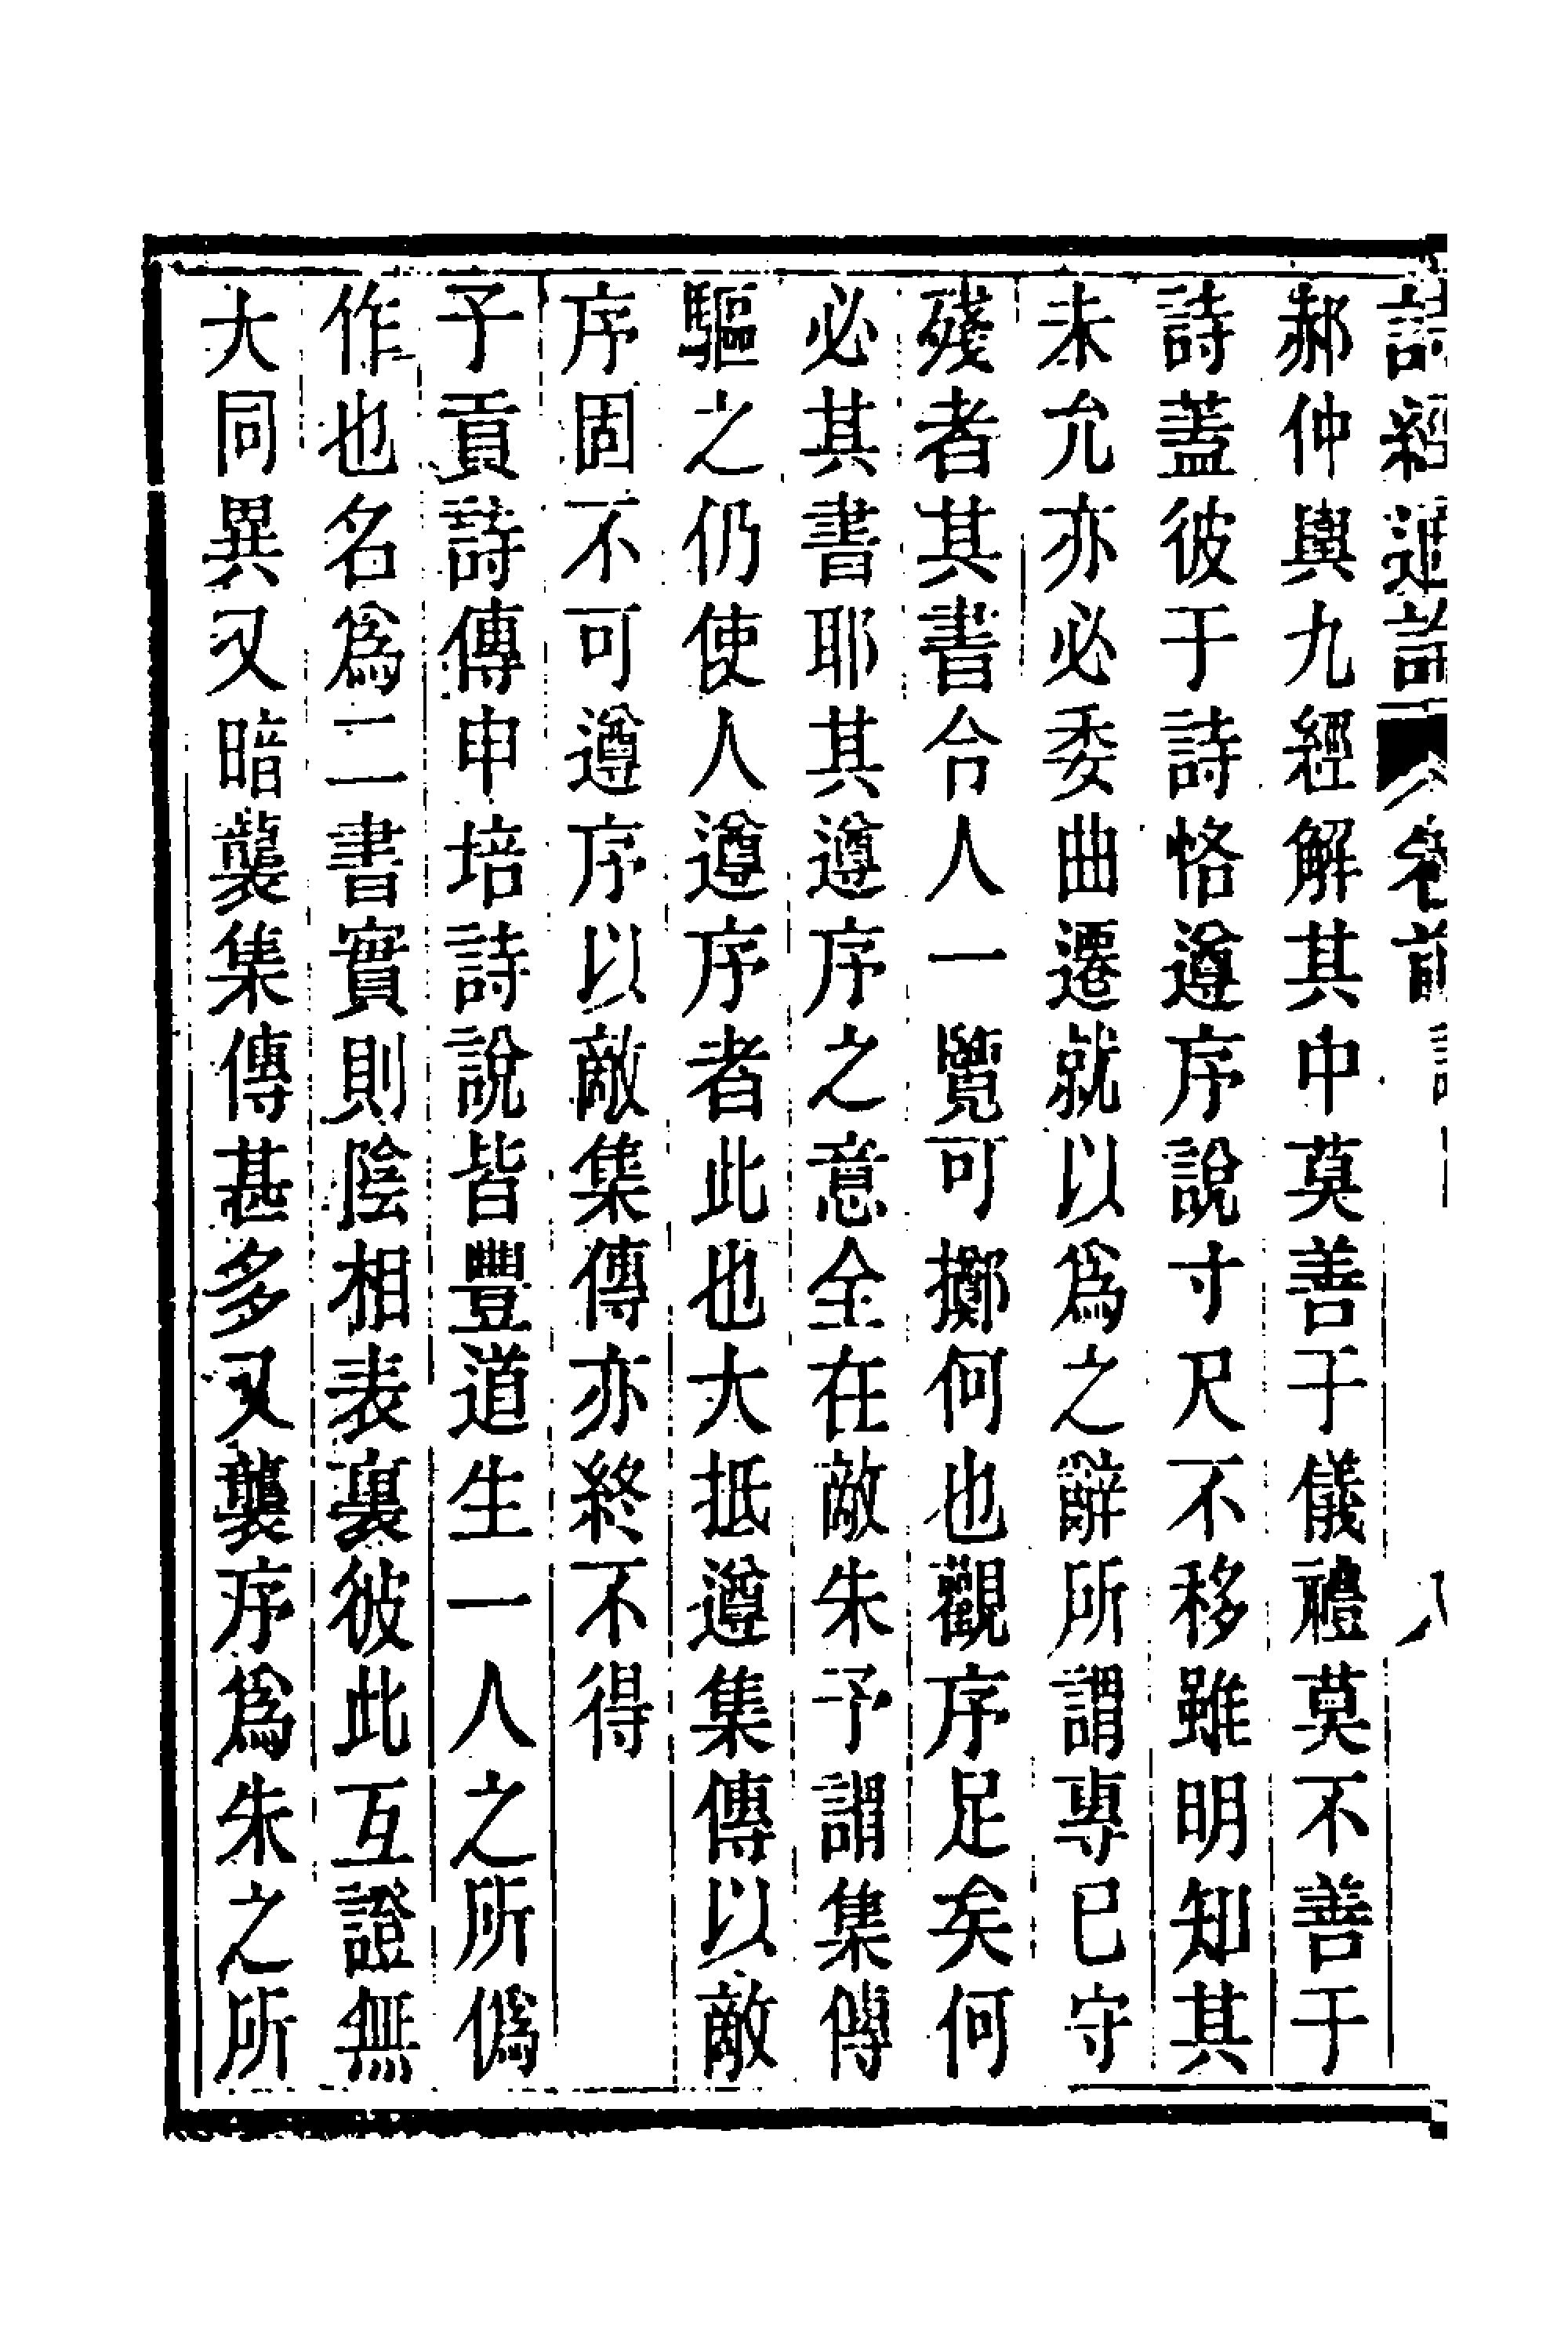 詩經通論卷前
郝仲輿九經解其中莫善于儀禮莫不善于
詩蓋彼于詩恪遵序說寸尺不移雖明知其
未允亦必委曲遷就以為之辭所謂專已守
殘者其書令人一覽可擲何也觀序足矣何
必其書耶其遵序之意全在敵朱予謂集傳
驅之仍使人遵序者此也大抵遵集傳以敵
序固不可遵序以敵集傳亦終不得
子貢詩傳申培詩說皆豐道生一人之所僞
作也名爲二書實則陰相表裏彼此互證無
大同異又暗襲集傳甚多又襲序爲朱之所